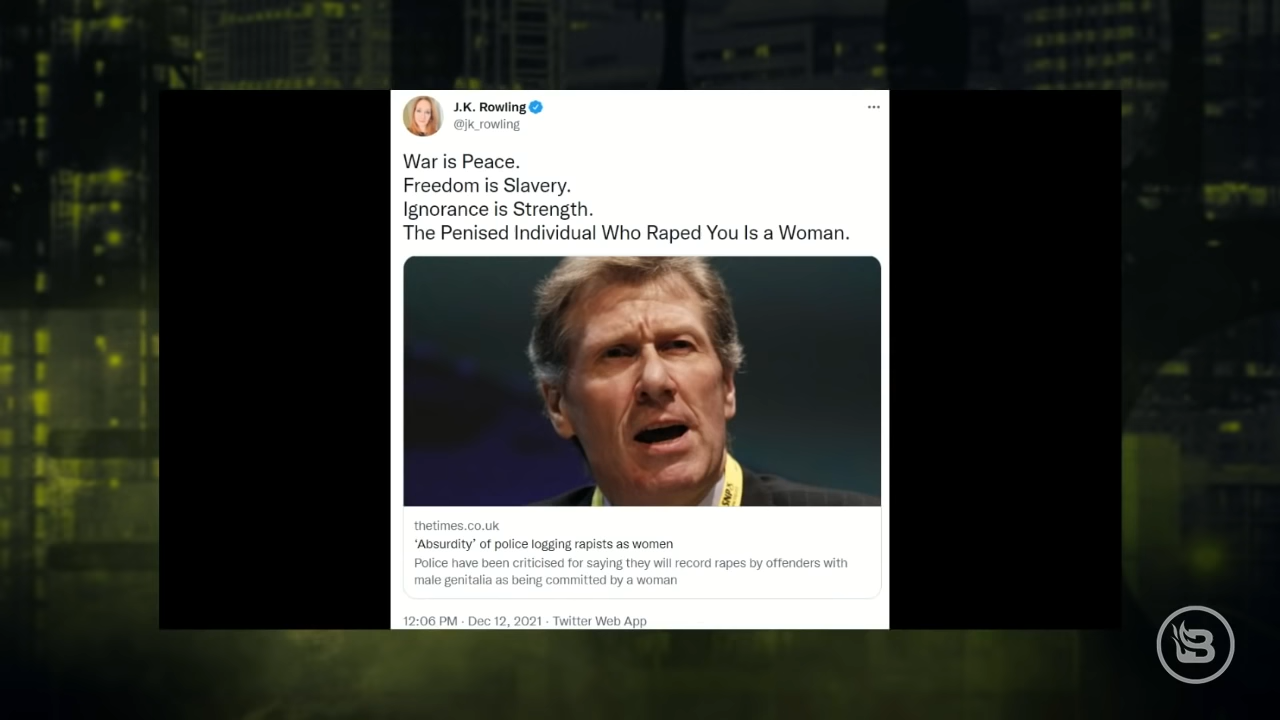 J.K. Rowling
@jk_rowling
War is Peace.
Freedom is Slavery.
Ignorance is Strength.
The Penised Individual Who Raped You Is a Woman.
SNP
thetimes.co.uk
‘Absurdity’ of police logging rapists as women
Police have been criticised for saying they will record rapes by offenders with
male genitalia as being committed by a woman
12:06 PM · Dec 12, 2021 · Twitter Web App
B